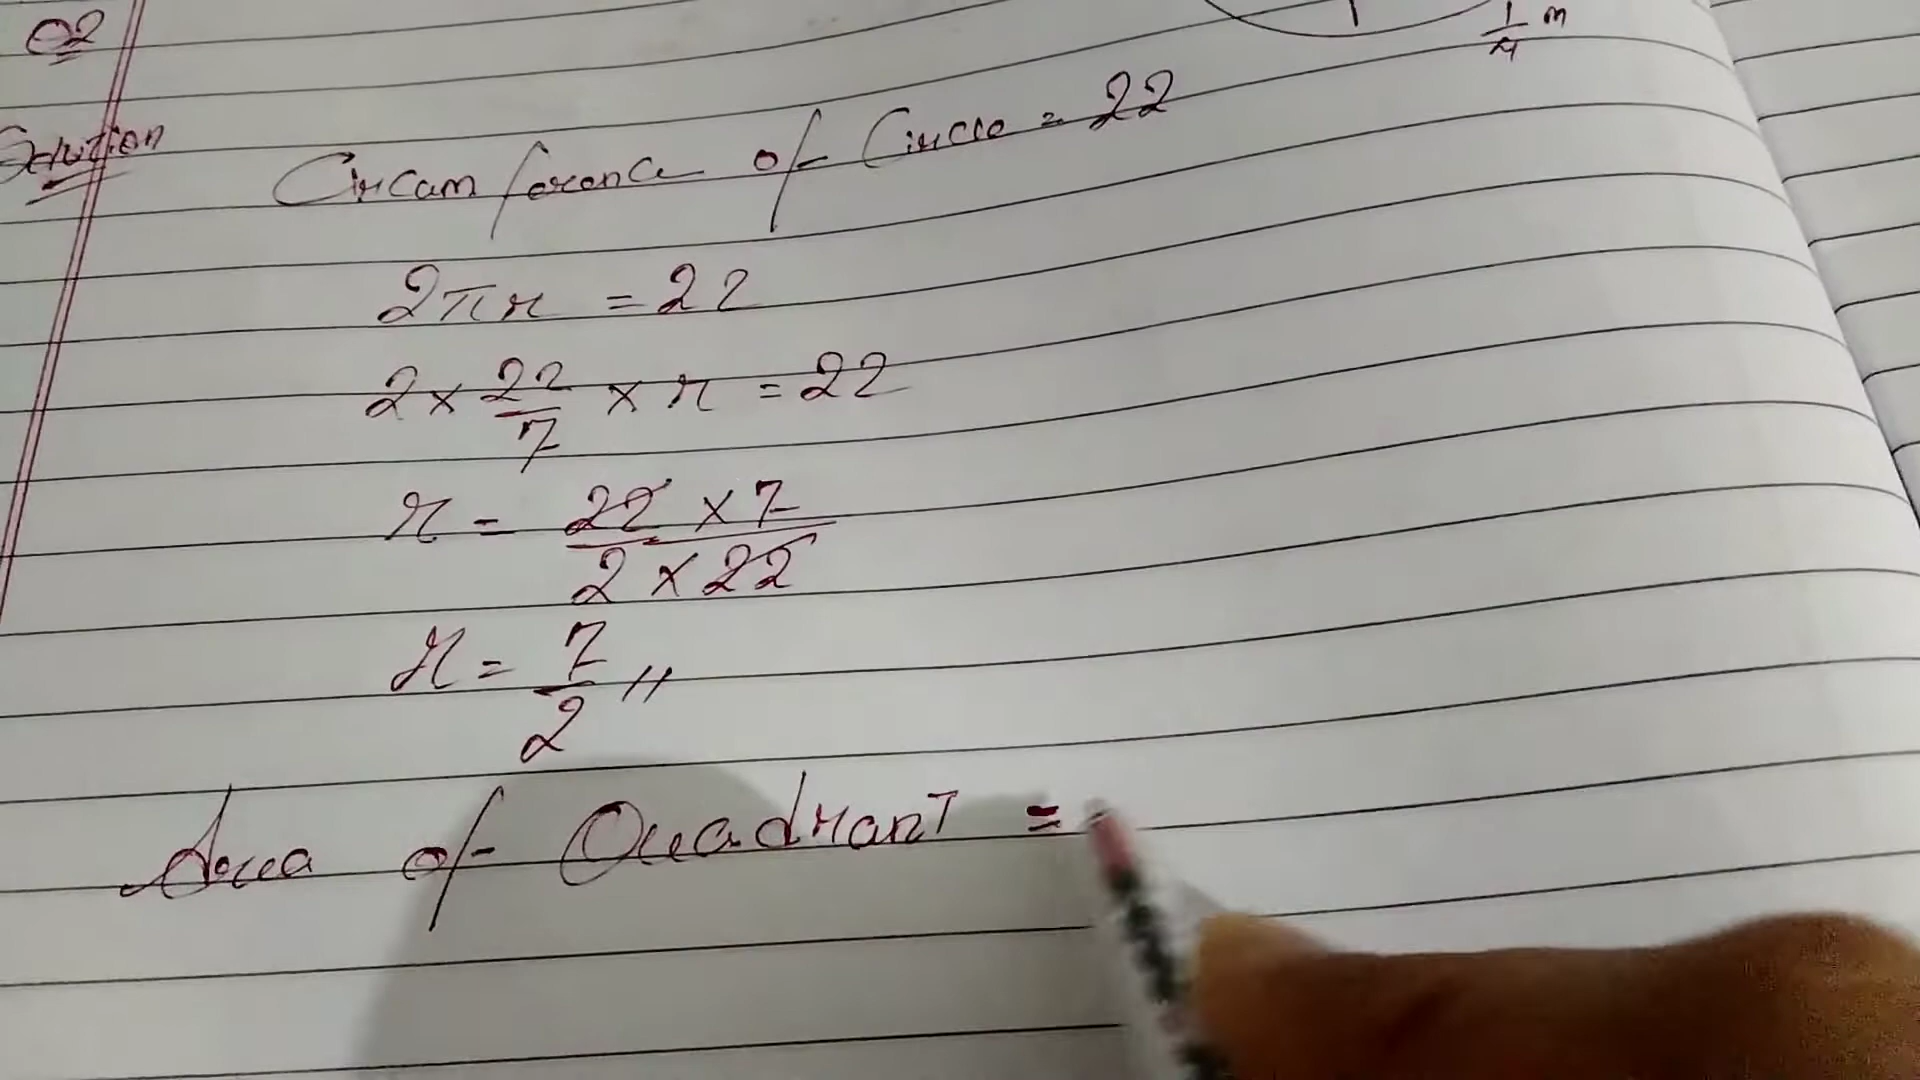 Q2
1/4 m
Solution
Circumference of Circle = 22
2πr = 22
2 × 22/7 × r = 22
r = 22 × 7 / 2 × 22
r = 7/2 //
Area of Quadrant =